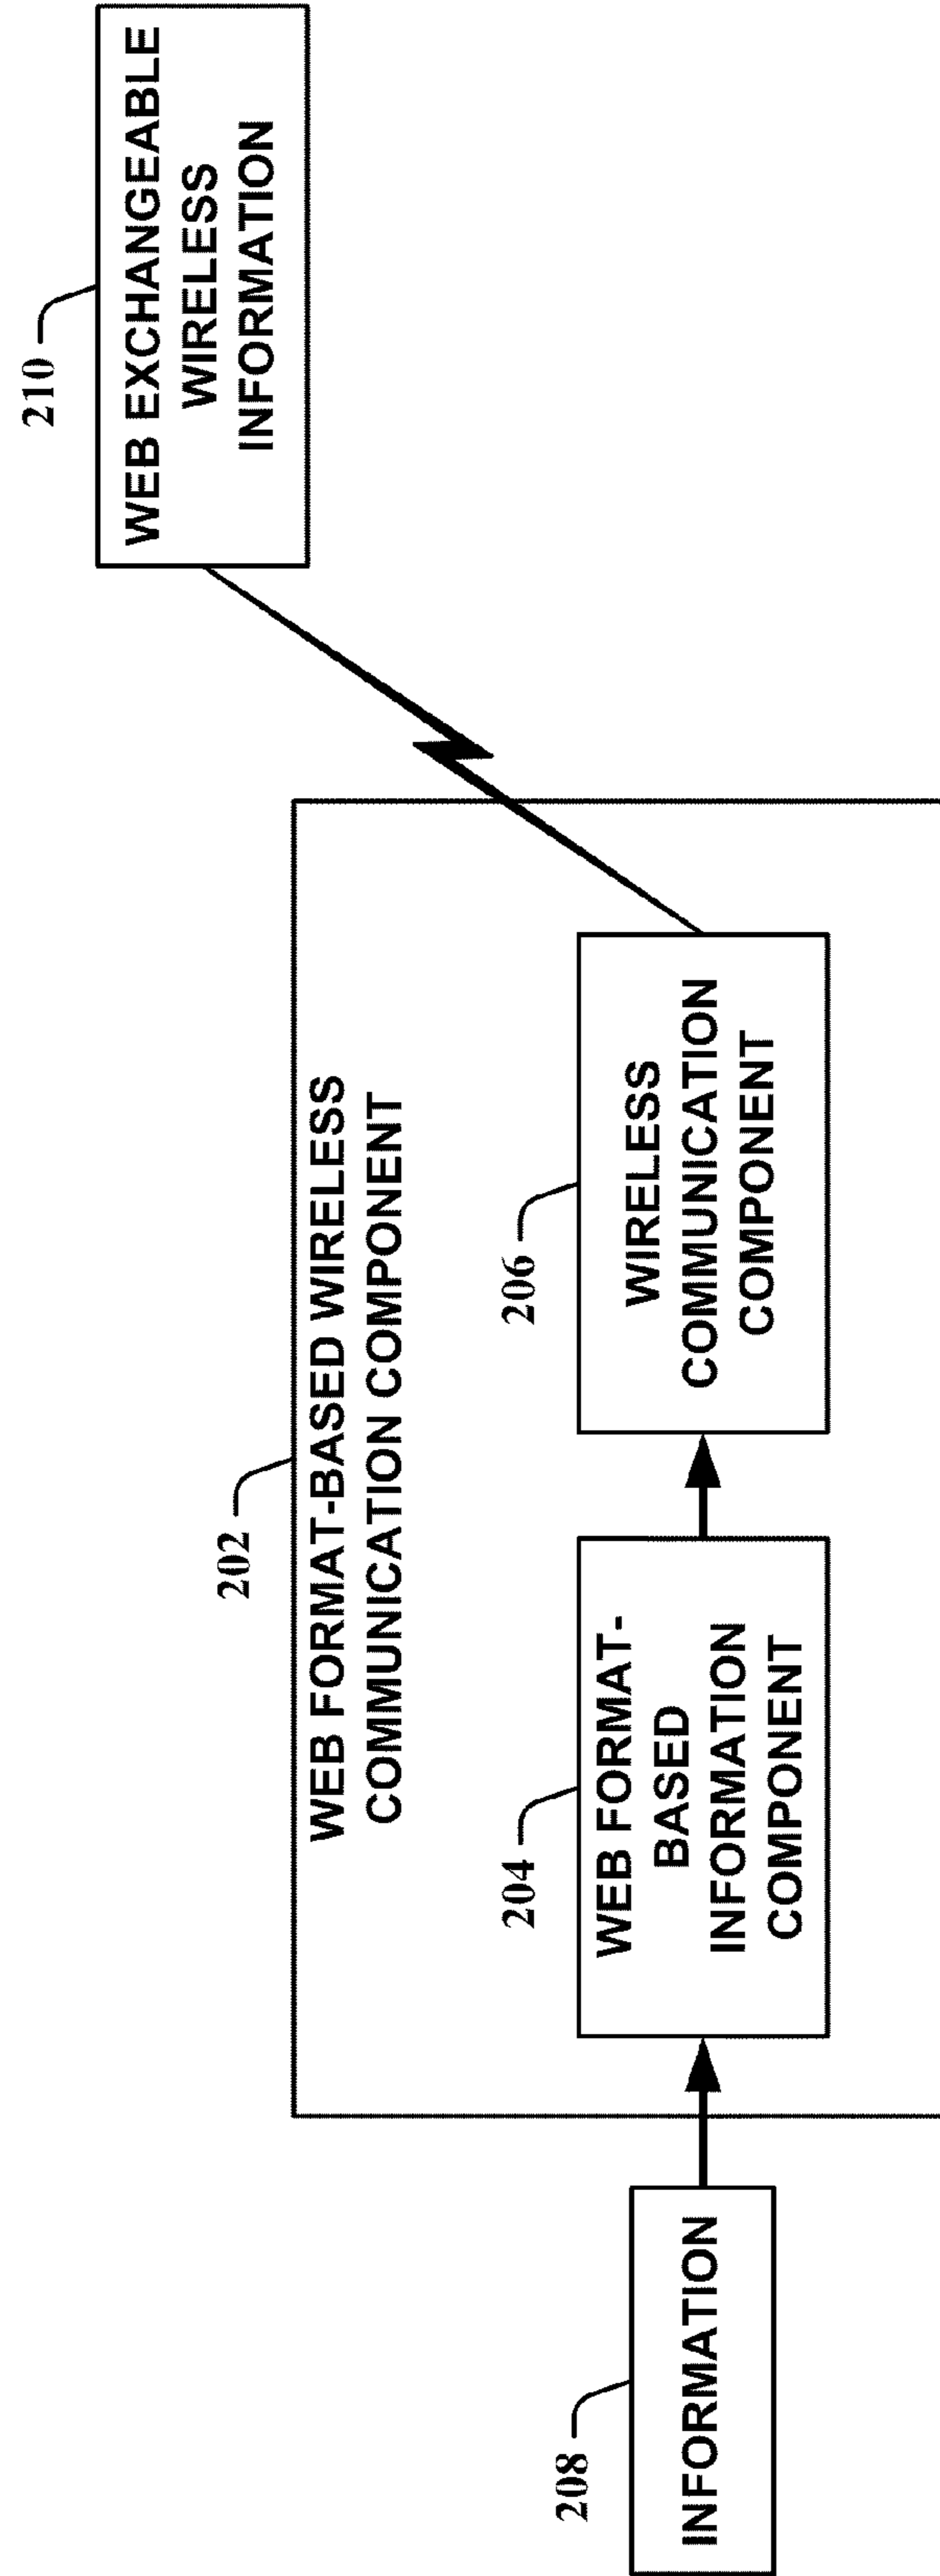 210
WEB EXCHANGEABLE
WIRELESS
INFORMATION
202
WEB FORMAT-BASED WIRELESS
COMMUNICATION COMPONENT
208
INFORMATION
204
WEB FORMAT-
BASED
INFORMATION
COMPONENT
206
WIRELESS
COMMUNICATION
COMPONENT